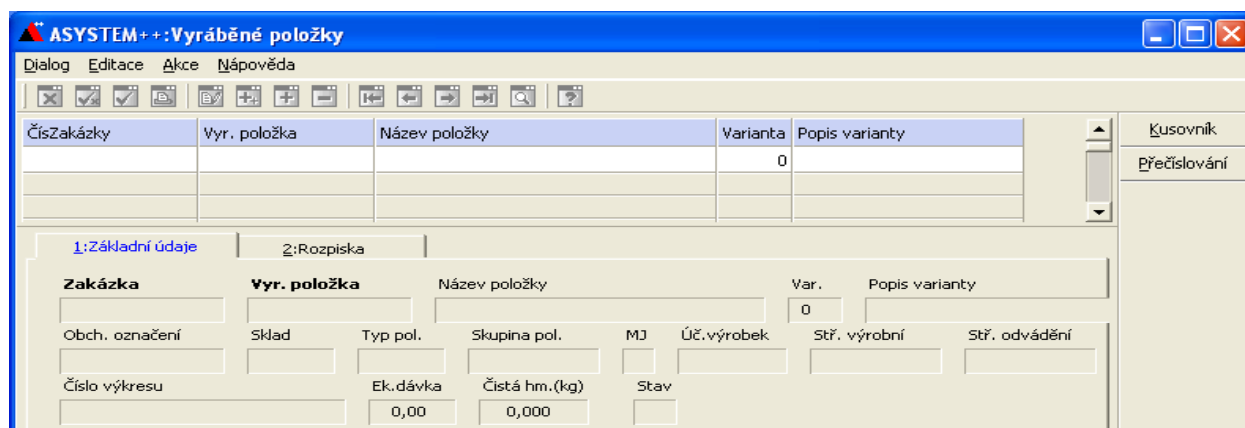 ASYSTEM++:Vyráběné položky
Dialog Editace Akce Nápověda
ČísZakázky Vyr. položka Název položky Varianta Popis varianty
0
Kusovník
Přečíslování
1:Základní údaje 2:Rozpiska
Zakázka Vyr. položka Název položky Var. Popis varianty
0
Obch. označení Sklad Typ pol. Skupina pol. MJ Úč.výrobek Stř. výrobní Stř. odvádění
Číslo výkresu Ek.dávka Čistá hm.(kg) Stav
0,00 0,000